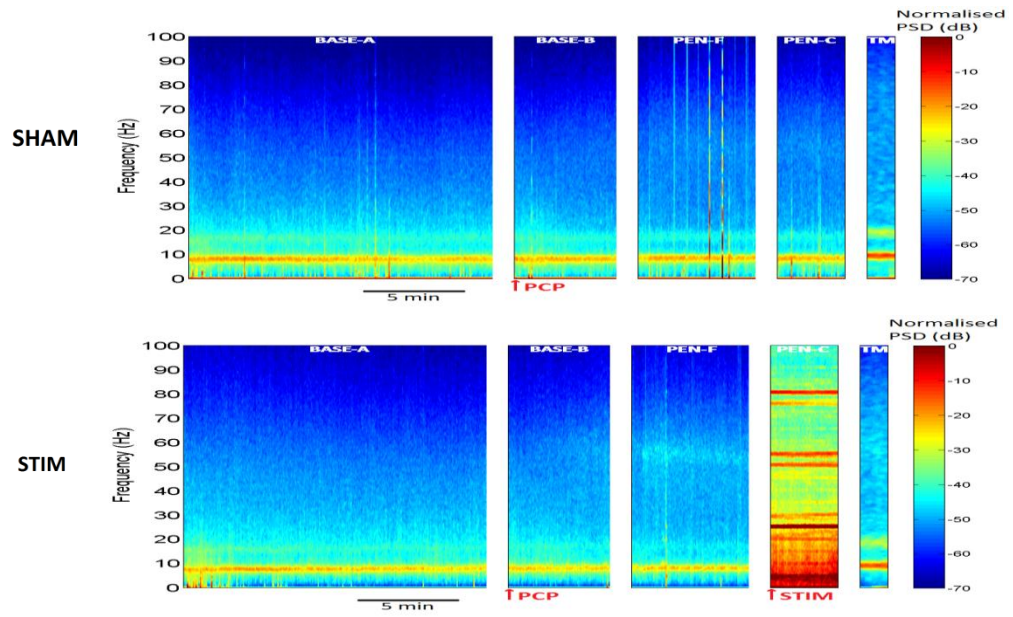 Normalised
PSD (dB)
SHAM
Frequency (Hz)
100
90
80
70
60
50
40
30
20
10
0
BASE-A
BASE-B
PEN-F
PEN-C
TM
0
-10
-20
-30
-40
-50
-60
-70
5 min
↑PCP
Normalised
PSD (dB)
STIM
Frequency (Hz)
100
90
80
70
60
50
40
30
20
10
0
BASE-A
BASE-B
PEN-F
PEN-C
TM
0
-10
-20
-30
-40
-50
-60
-70
5 min
↑PCP
↑STIM